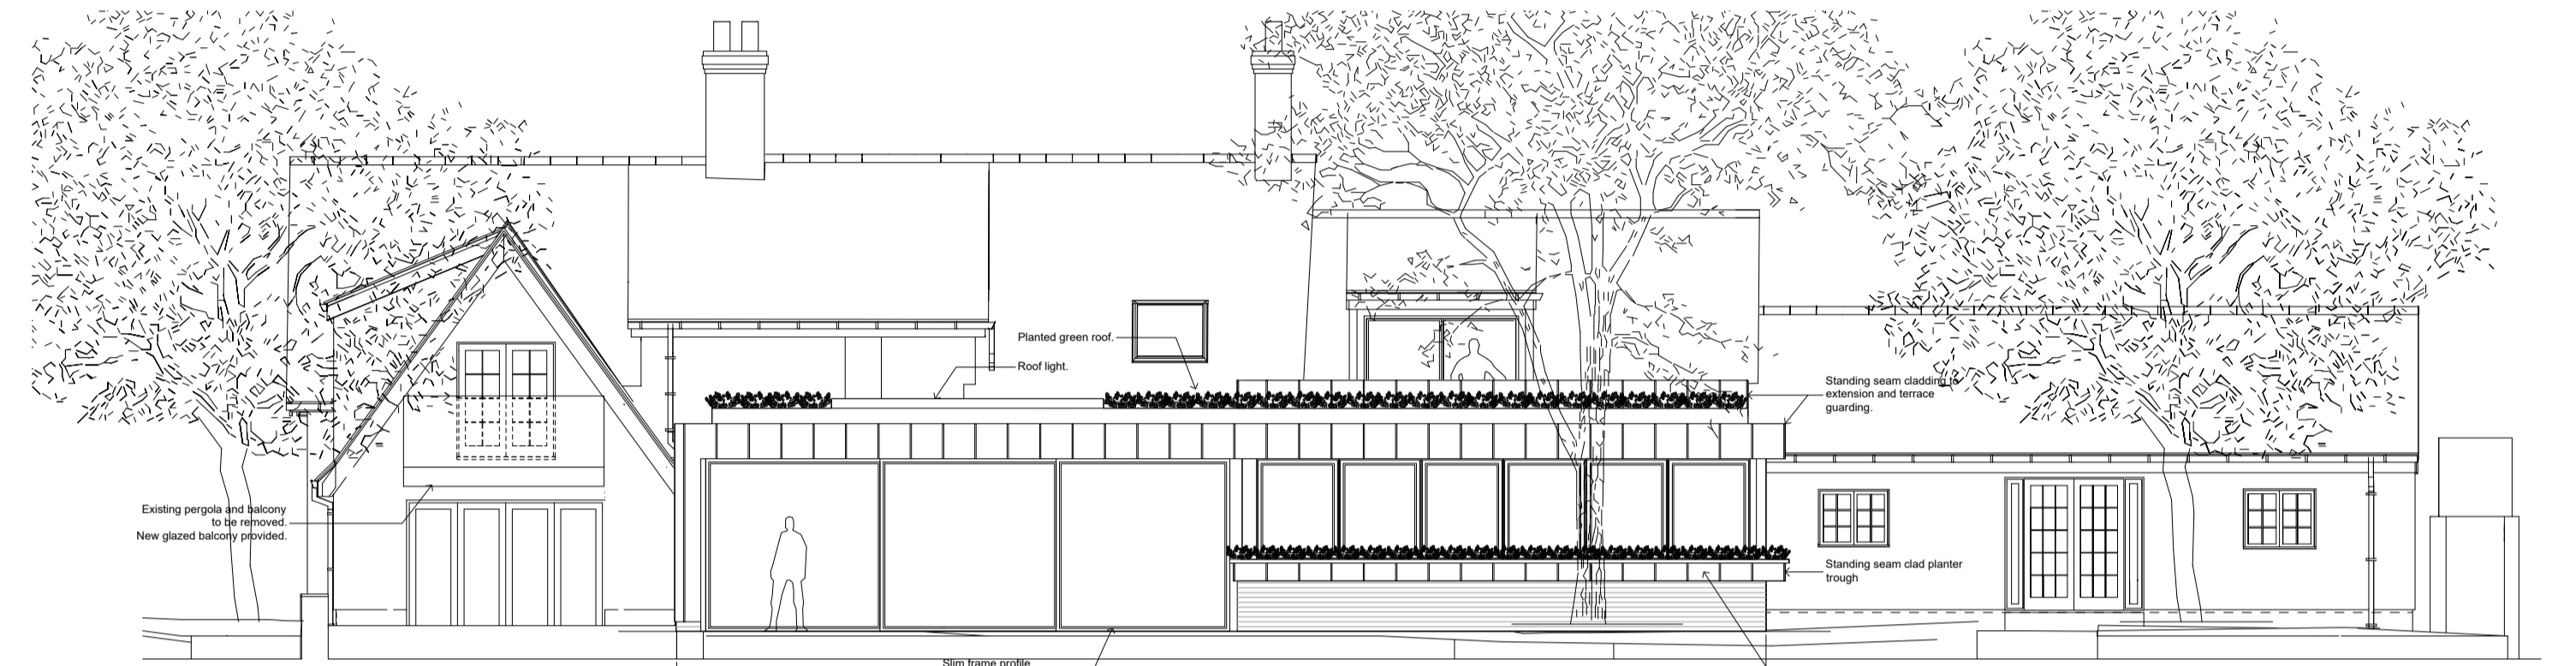 Planted green roof.
Roof light.
Standing seam cladding to
extension and terrace
guarding.
Existing pergola and balcony
to be removed.
New glazed balcony provided.
Standing seam clad planter
trough
Slim frame profile